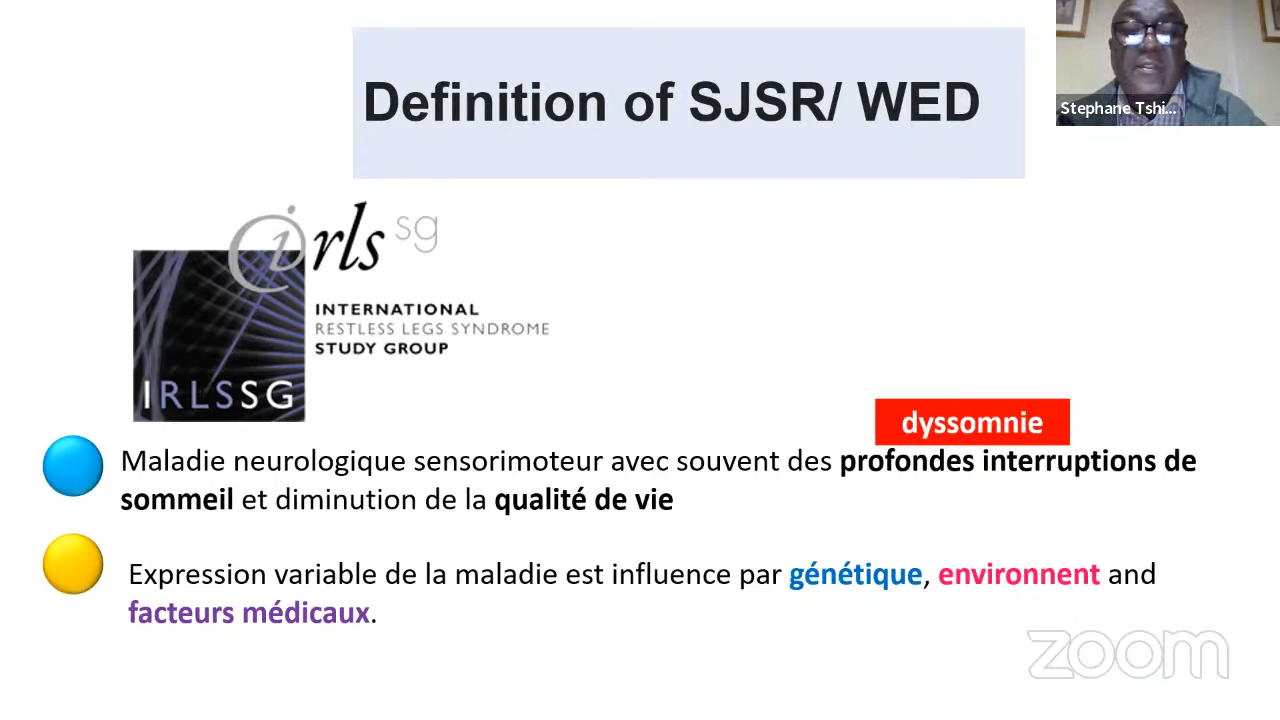 Definition of SJSR/ WED
Stephane Tshi...
irls sg
INTERNATIONAL
RESTLESS LEGS SYNDROME
STUDY GROUP
IRLSSG
dyssomnie
Maladie neurologique sensorimoteur avec souvent des profondes interruptions de
sommeil et diminution de la qualité de vie
Expression variable de la maladie est influence par génétique, environnent and
facteurs médicaux.
zoom